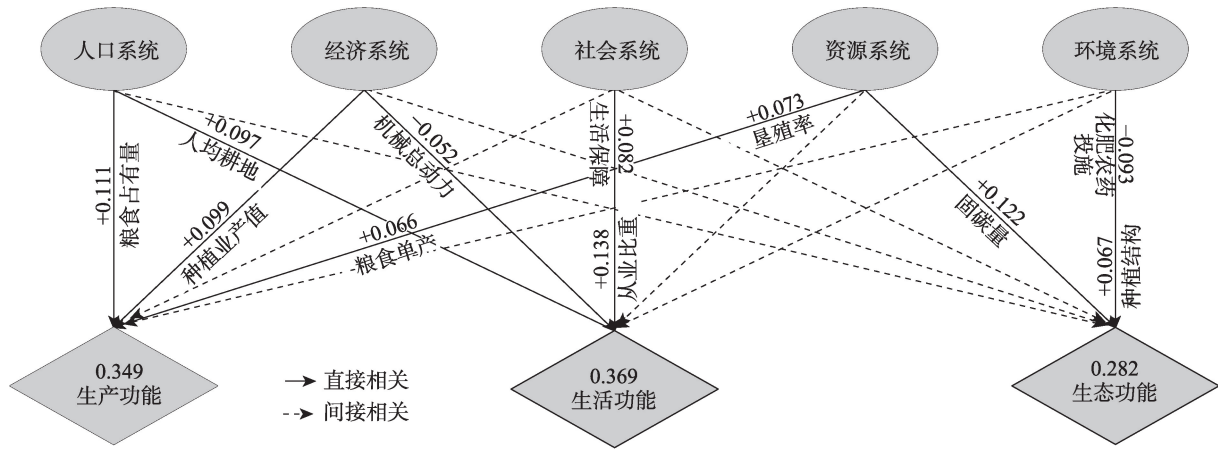 人口系统
经济系统
社会系统
资源系统
环境系统
+0.111
粮食占有量
+0.097
人均耕地
+0.099
种植业产值
−0.052
机械总动力
生活保障
+0.082
+0.138
从业比重
+0.073
垦殖率
+0.066
粮食单产
+0.122
固碳量
−0.093
化肥农药
投施
+0.067
种植结构
0.349
生产功能
直接相关
间接相关
0.369
生活功能
0.282
生态功能